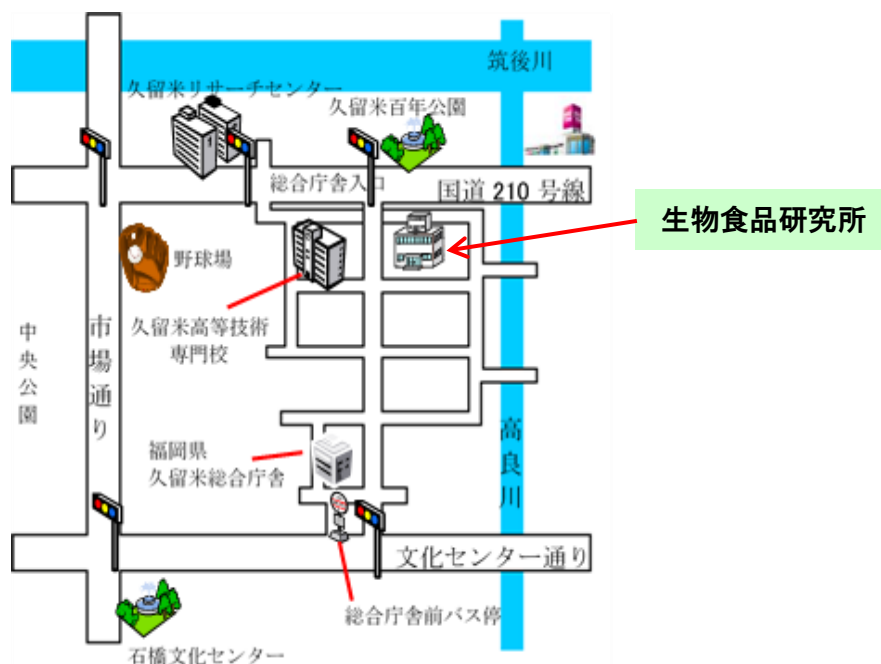 筑後川
久留米リサーチセンター
久留米百年公園
総合庁舎入口
国道 210 号線
生物食品研究所
野球場
久留米高等技術
専門校
中央公園
市場通り
福岡県
久留米総合庁舎
高良川
文化センター通り
総合庁舎前バス停
石橋文化センター